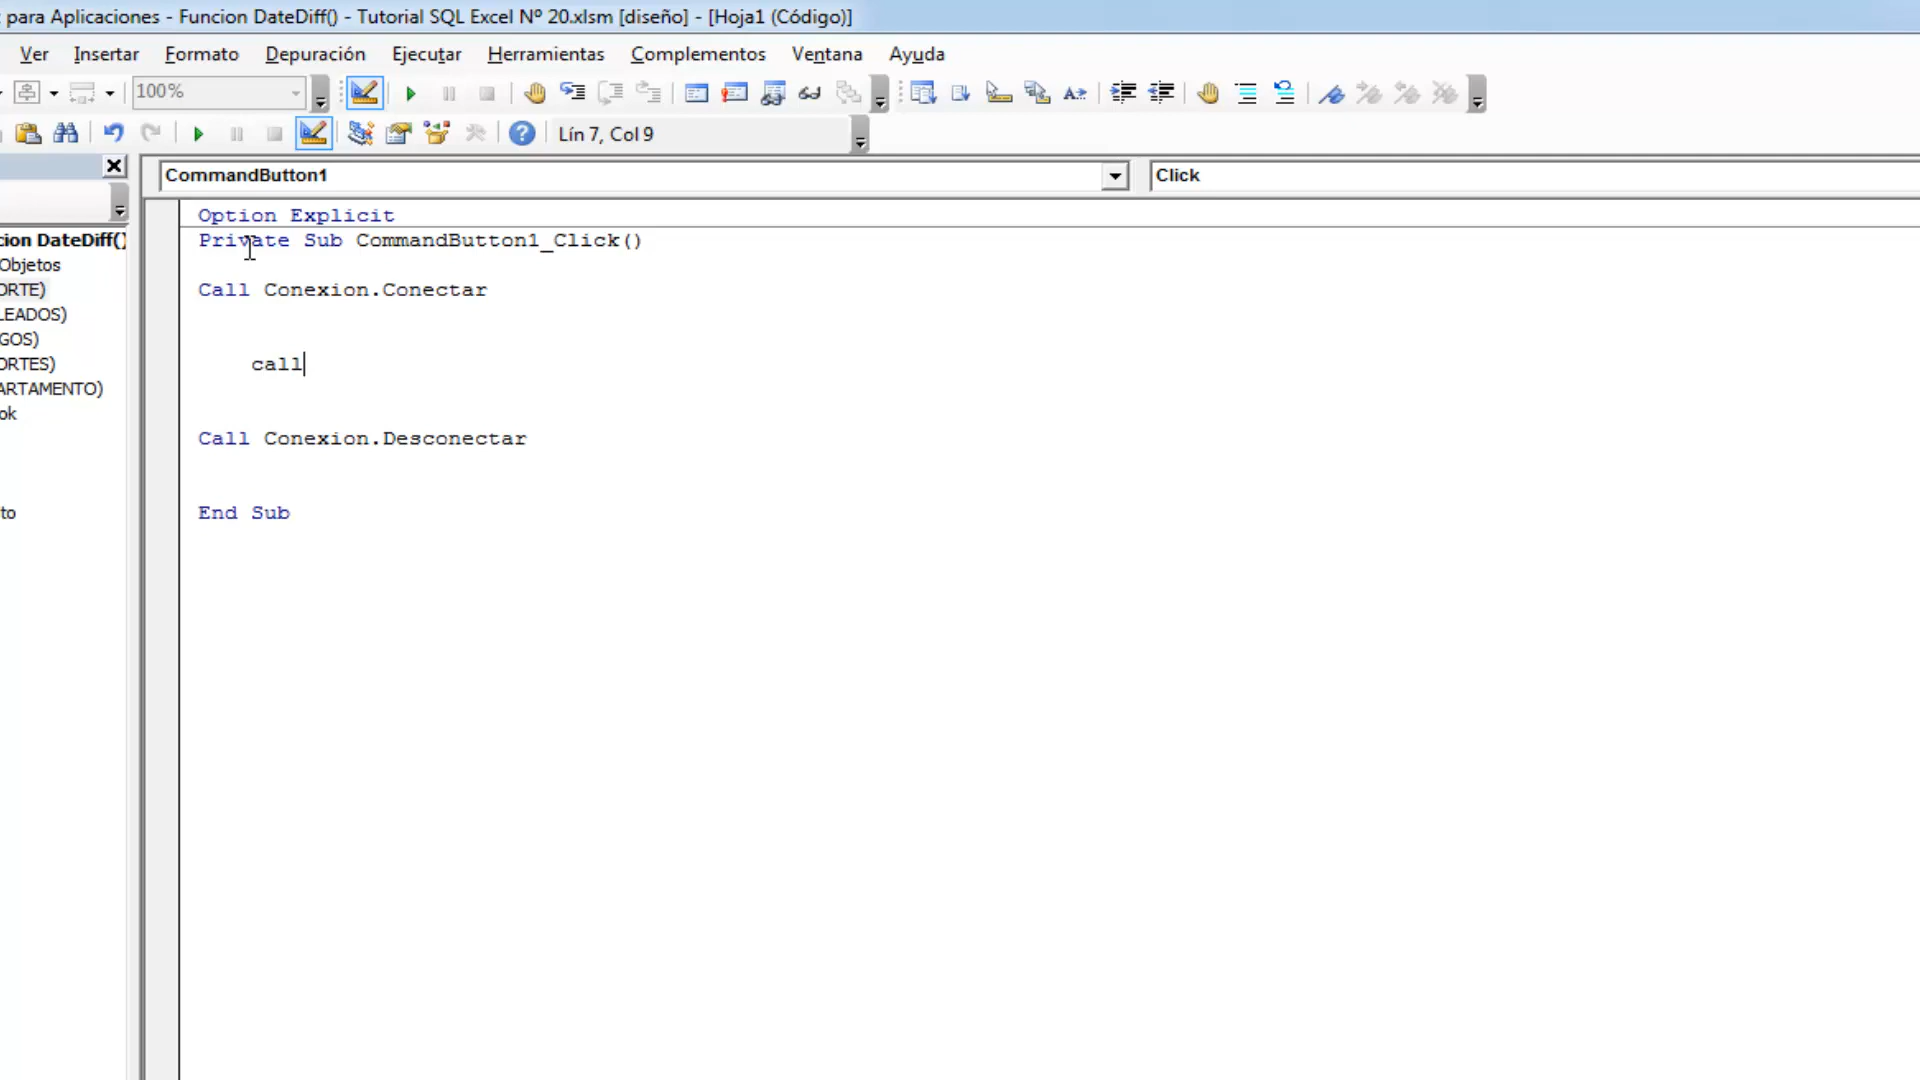 para Aplicaciones - Funcion DateDiff() - Tutorial SQL Excel Nº 20.xlsm [diseño] - [Hoja1 (Código)]
Ver Insertar Formato Depuración Ejecutar Herramientas Complementos Ventana Ayuda
100%
Lín 7, Col 9
CommandButton1 Click
cion DateDiff()
Objetos
ORTE)
LEADOS)
GOS)
ORTES)
ARTAMENTO)
ok
to
Option Explicit
Private Sub CommandButton1_Click()
Call Conexion.Conectar
call
Call Conexion.Desconectar
End Sub